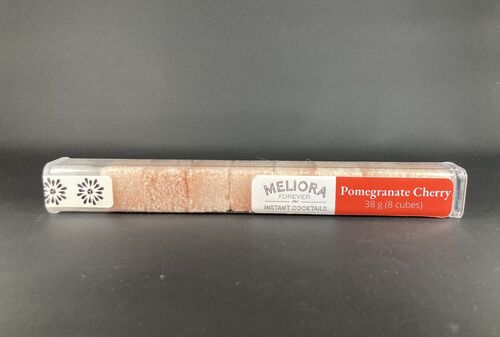 MELIORA
FOREVER
INSTANT COCKTAILS
Pomegranate Cherry
38 g (8 cubes)